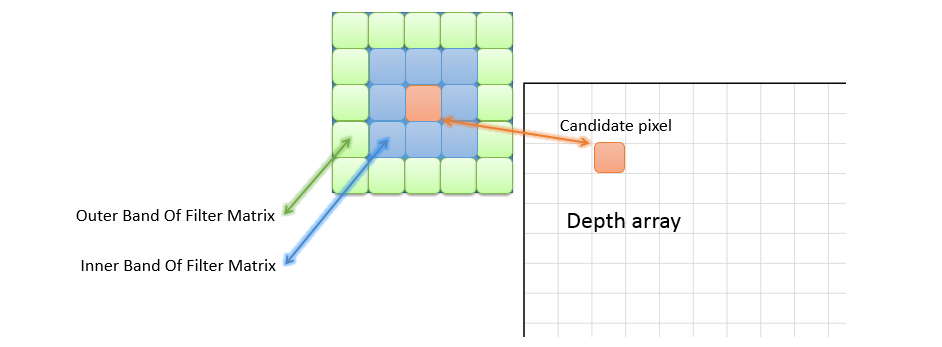 Candidate pixel
Depth array
Outer Band Of Filter Matrix
Inner Band Of Filter Matrix